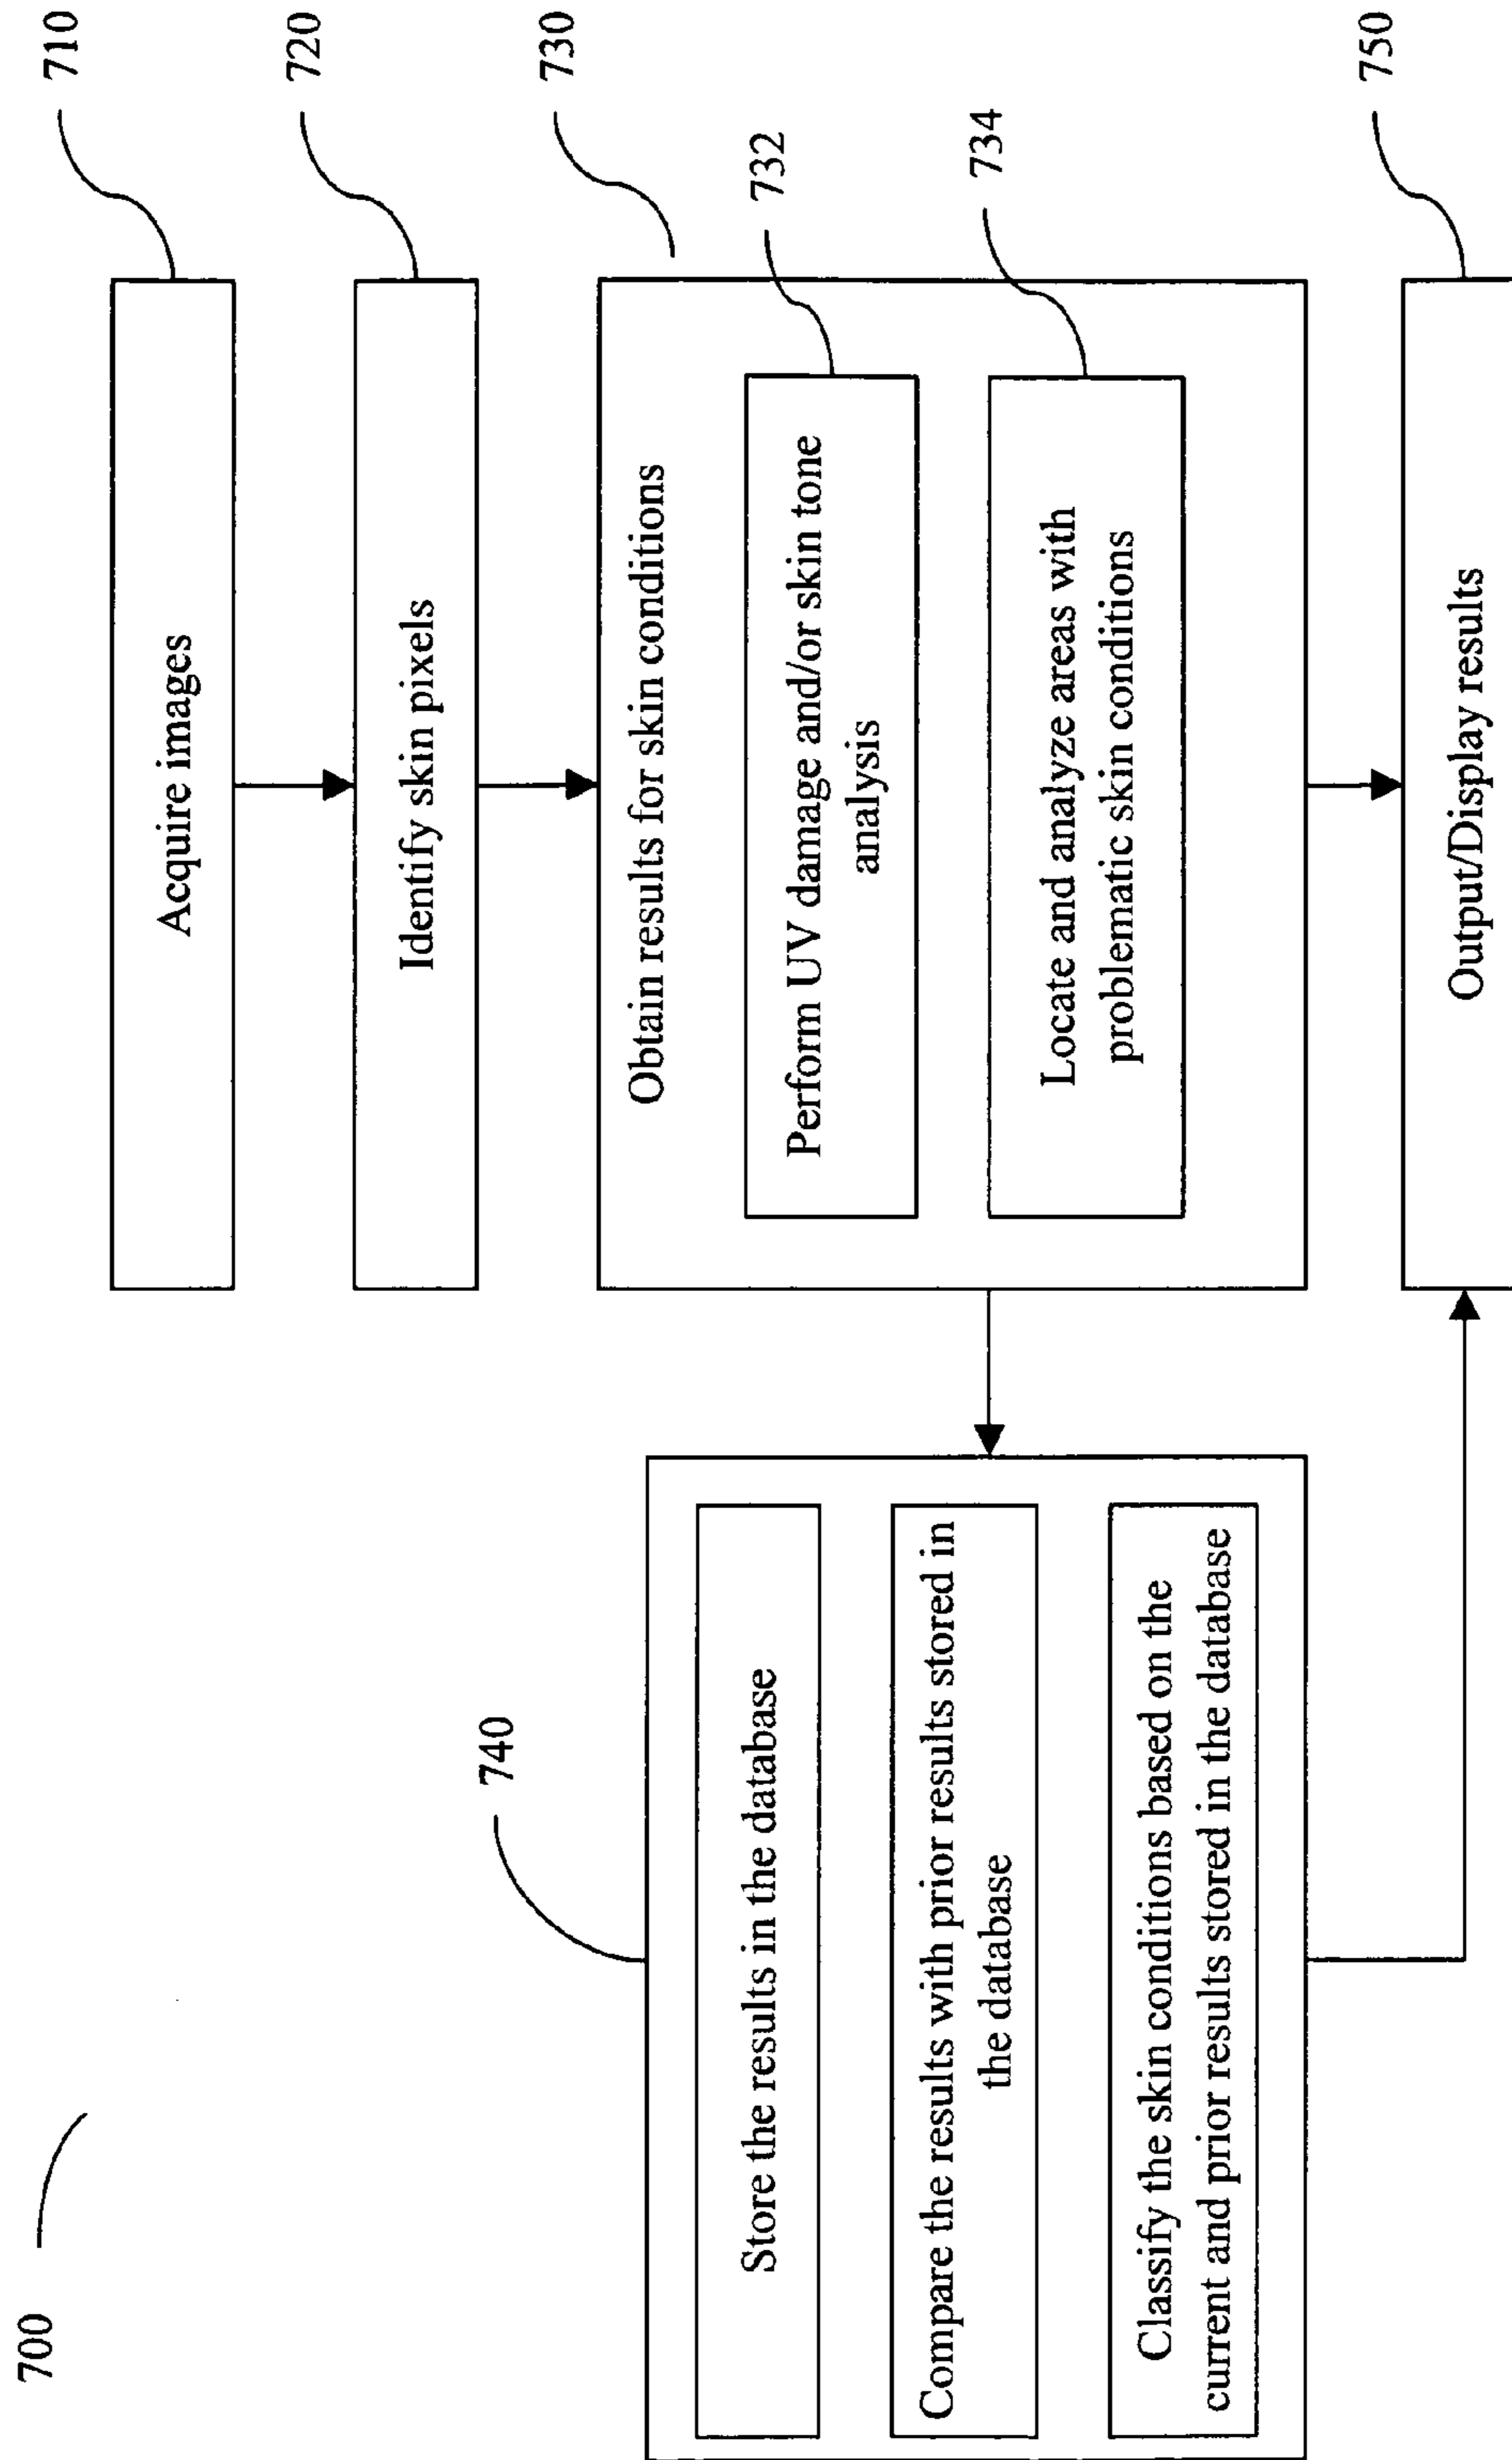 700
710
Acquire images
720
Identify skin pixels
730
Obtain results for skin conditions
732
Perform UV damage and/or skin tone
analysis
734
Locate and analyze areas with
problematic skin conditions
740
Store the results in the database
Compare the results with prior results stored in
the database
Classify the skin conditions based on the
current and prior results stored in the database
750
Output/Display results